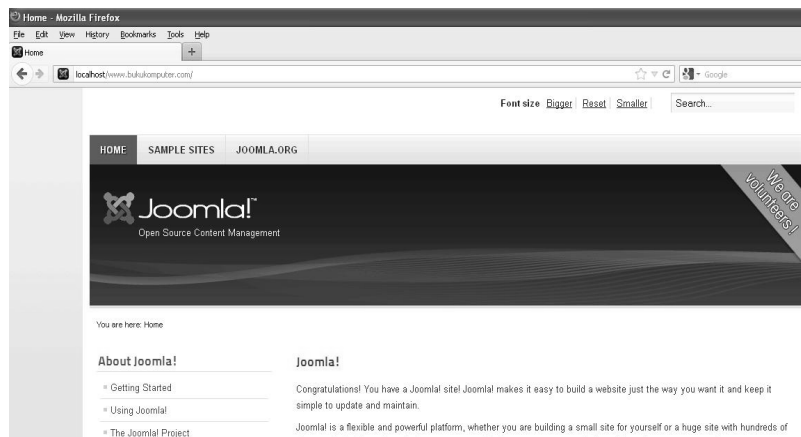 Home - Mozilla Firefox
File Edit View History Bookmarks Tools Help
Home +
localhost/www.bukukomputer.com/ Google
Font size Bigger Reset Smaller Search...
HOME SAMPLE SITES JOOMLA.ORG
We are
volunteers!
Joomla!™
Open Source Content Management
You are here: Home
About Joomla!
Getting Started
Using Joomla!
The Joomla! Project
Joomla!
Congratulations! You have a Joomla! site! Joomla! makes it easy to build a website just the way you want it and keep it
simple to update and maintain.
Joomla! is a flexible and powerful platform, whether you are building a small site for yourself or a huge site with hundreds of